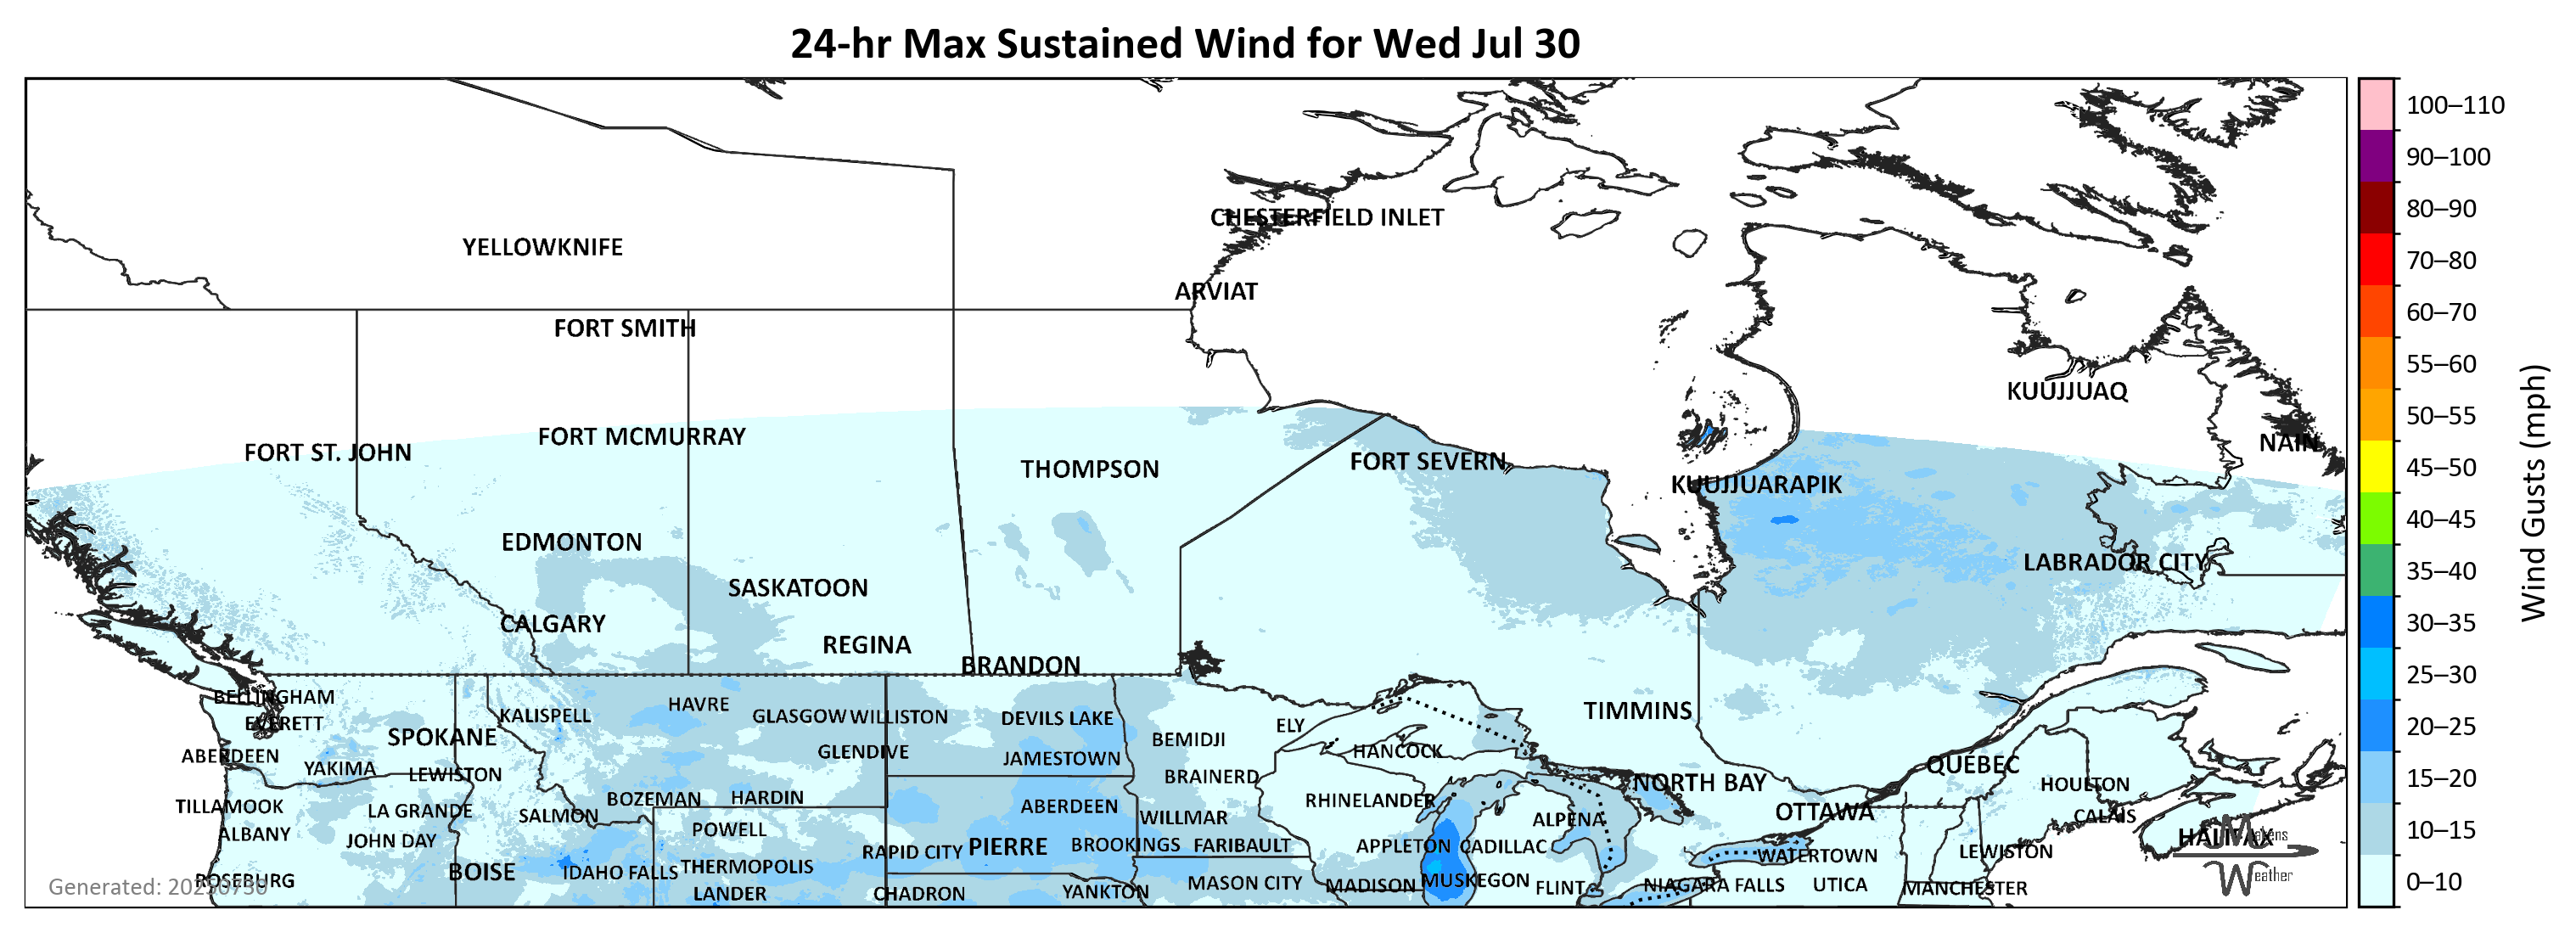 24-hr Max Sustained Wind for Wed Jul 30
100–110
90–100
80–90
70–80
60–70
55–60
50–55
45–50
40–45
35–40
30–35
25–30
20–25
15–20
10–15
0–10
Wind Gusts (mph)
CHESTERFIELD INLET
YELLOWKNIFE
ARVIAT
FORT SMITH
KUUJJUAQ
FORT MCMURRAY
NAIN
FORT ST. JOHN
FORT SEVERN
THOMPSON
KUUJJUARAPIK
EDMONTON
LABRADOR CITY
SASKATOON
CALGARY
REGINA
BRANDON
BELLINGHAM
HAVRE
TIMMINS
KALISPELL
GLASGOW
WILLISTON
DEVILS LAKE
EVERETT
ELY
SPOKANE
BEMIDJI
GLENDIVE
HANCOCK
ABERDEEN
JAMESTOWN
QUEBEC
YAKIMA
LEWISTON
BRAINERD
NORTH BAY
HOULTON
BOZEMAN
HARDIN
RHINELANDER
TILLAMOOK
LA GRANDE
SALMON
ABERDEEN
WILLMAR
ALPENA
OTTAWA
CALAIS
ALBANY
JOHN DAY
POWELL
HALIFAX
RAPID CITY
PIERRE
BROOKINGS
FARIBAULT
APPLETON
CADILLAC
WATERTOWN
LEWISTON
BOISE
IDAHO FALLS
THERMOPOLIS
ROSEBURG
MASON CITY
MADISON
MUSKEGON
FLINT
NIAGARA FALLS
UTICA
MANCHESTER
LANDER
CHADRON
YANKTON
Generated: 20250730
Makens
Weather